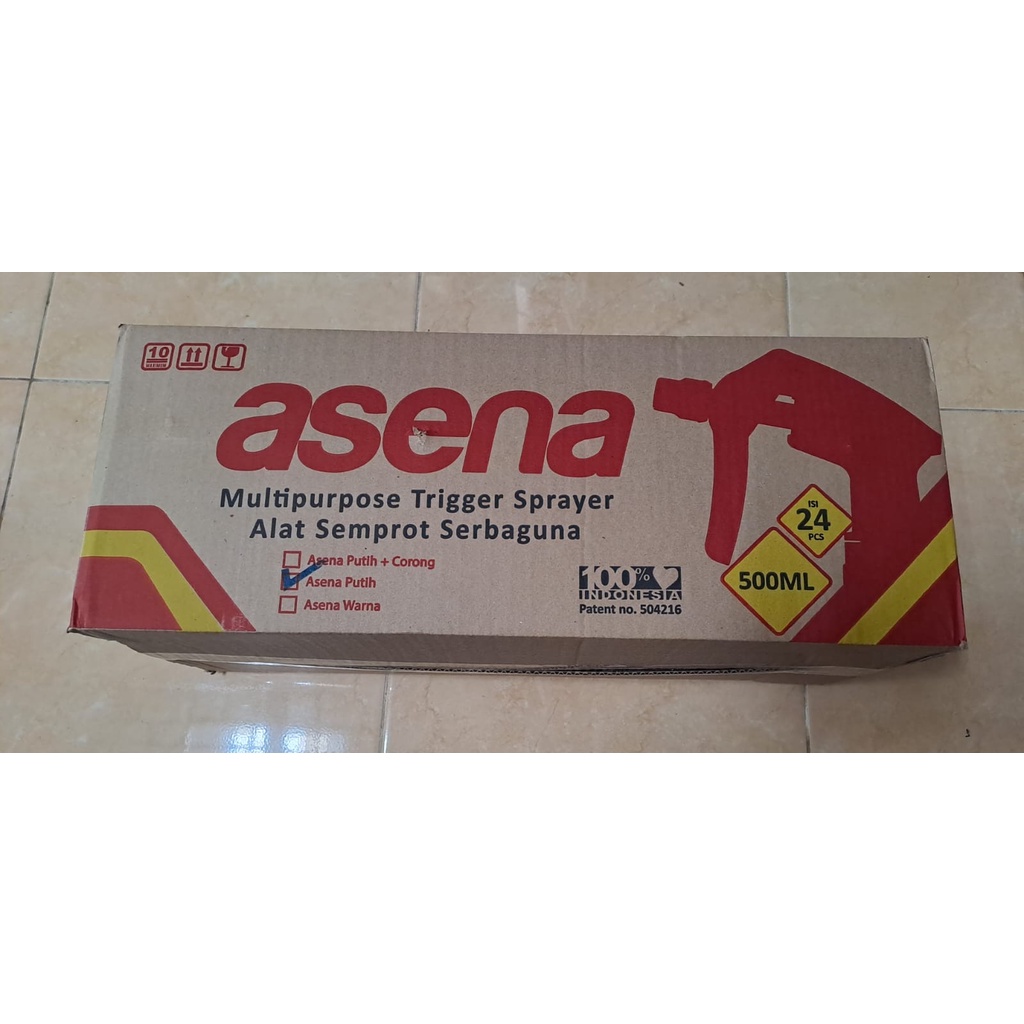 10
asena
Multipurpose Trigger Sprayer
Alat Semprot Serbaguna
Asena Putih + Corong
Asena Putih
Asena Warna
100%
INDONESIA
Patent no. 504216
ISI
24
PCS
500ML